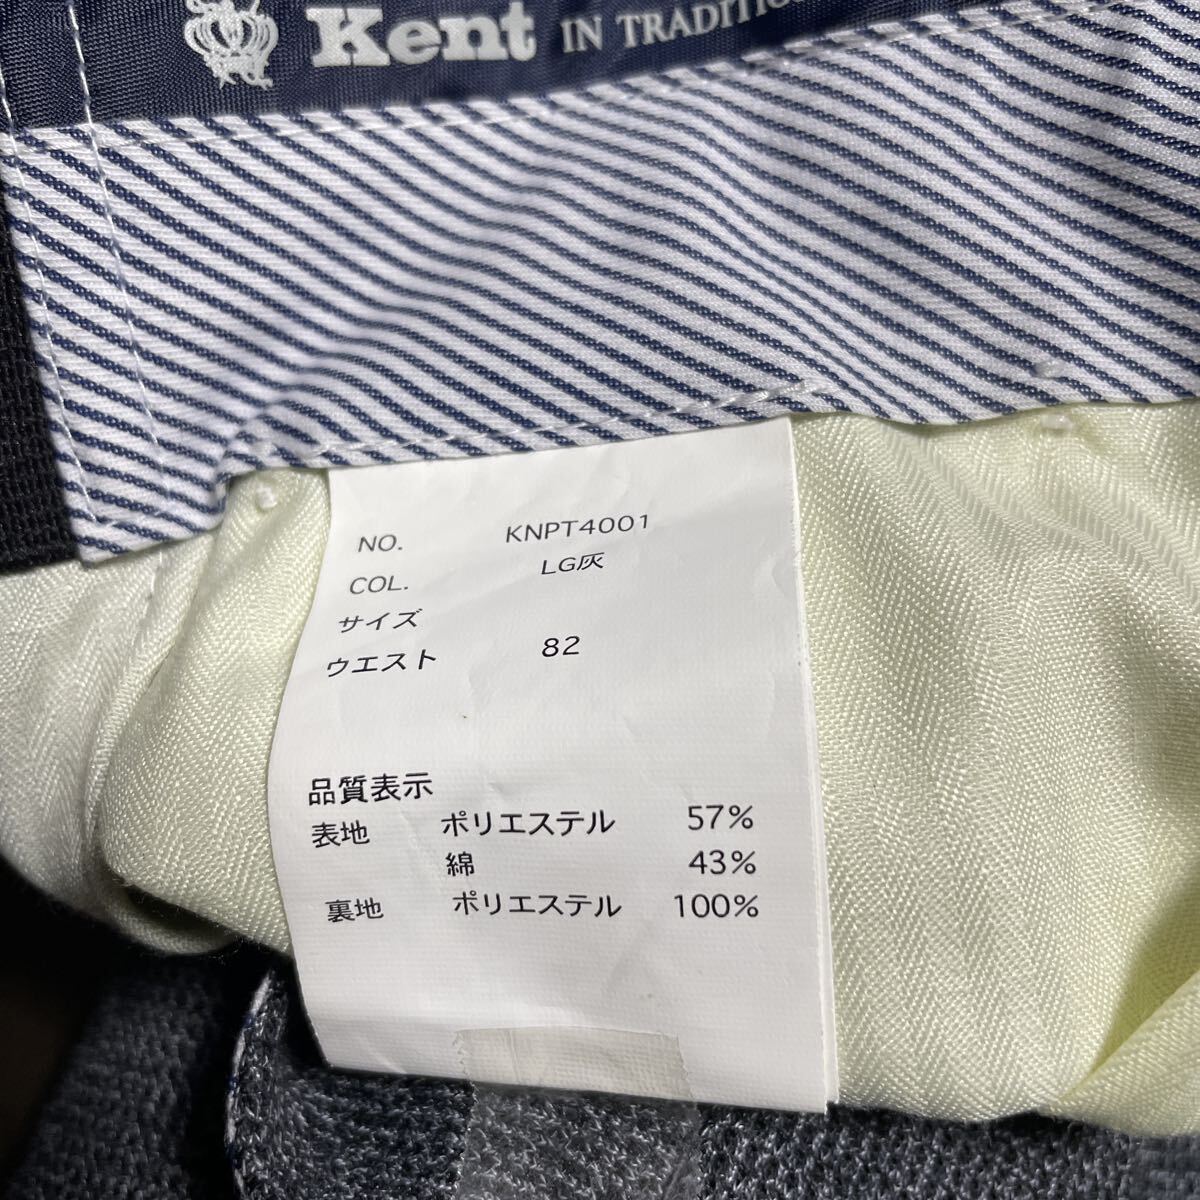 Kent IN TRADITION
NO. KNPT4001
COL. LG灰
サイズ
ウエスト 82
品質表示
表地 ポリエステル 57%
綿 43%
裏地 ポリエステル 100%